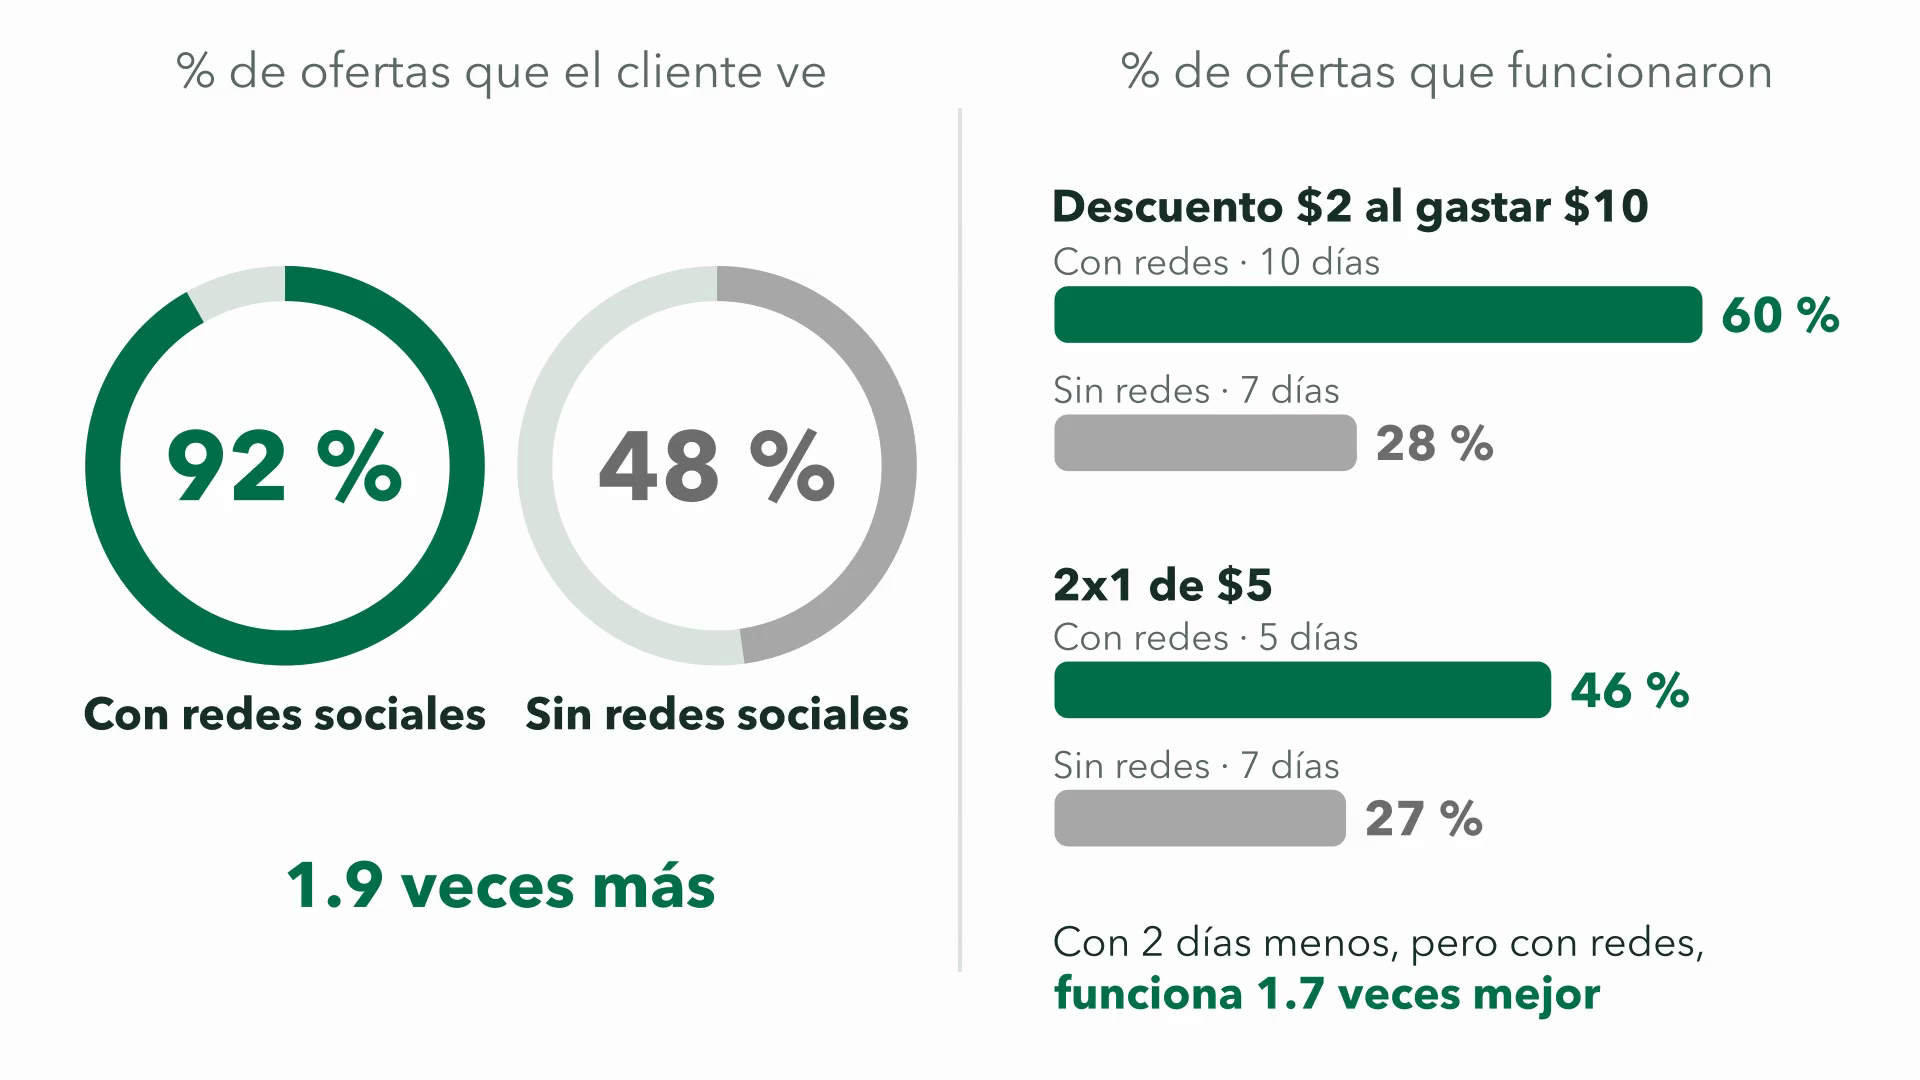 % de ofertas que el cliente ve
92 %
48 %
Con redes sociales
Sin redes sociales
1.9 veces más
% de ofertas que funcionaron
Descuento $2 al gastar $10
Con redes · 10 días
60 %
Sin redes · 7 días
28 %
2x1 de $5
Con redes · 5 días
46 %
Sin redes · 7 días
27 %
Con 2 días menos, pero con redes,
funciona 1.7 veces mejor